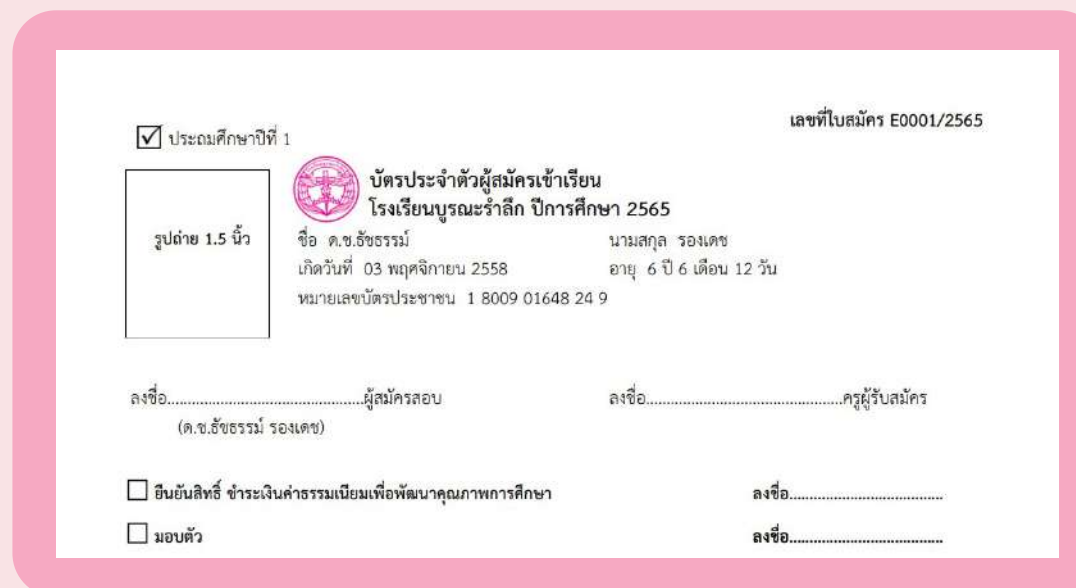 เลขที่ใบสมัคร E0001/2565
ประถมศึกษาปีที่ 1
บัตรประจำตัวผู้สมัครเข้าเรียน
โรงเรียนบูรณะรำลึก ปีการศึกษา 2565
รูปถ่าย 1.5 นิ้ว
ชื่อ ด.ช.ธัชธรรม์ นามสกุล รองเดช
เกิดวันที่ 03 พฤศจิกายน 2558 อายุ 6 ปี 6 เดือน 12 วัน
หมายเลขบัตรประชาชน 1 8009 01648 24 9
ลงชื่อ................................................ผู้สมัครสอบ ลงชื่อ................................................ครูผู้รับสมัคร
(ด.ช.ธัชธรรม์ รองเดช)
ยืนยันสิทธิ์ ชำระเงินค่าธรรมเนียมเพื่อพัฒนาคุณภาพการศึกษา ลงชื่อ......................................
มอบตัว ลงชื่อ......................................